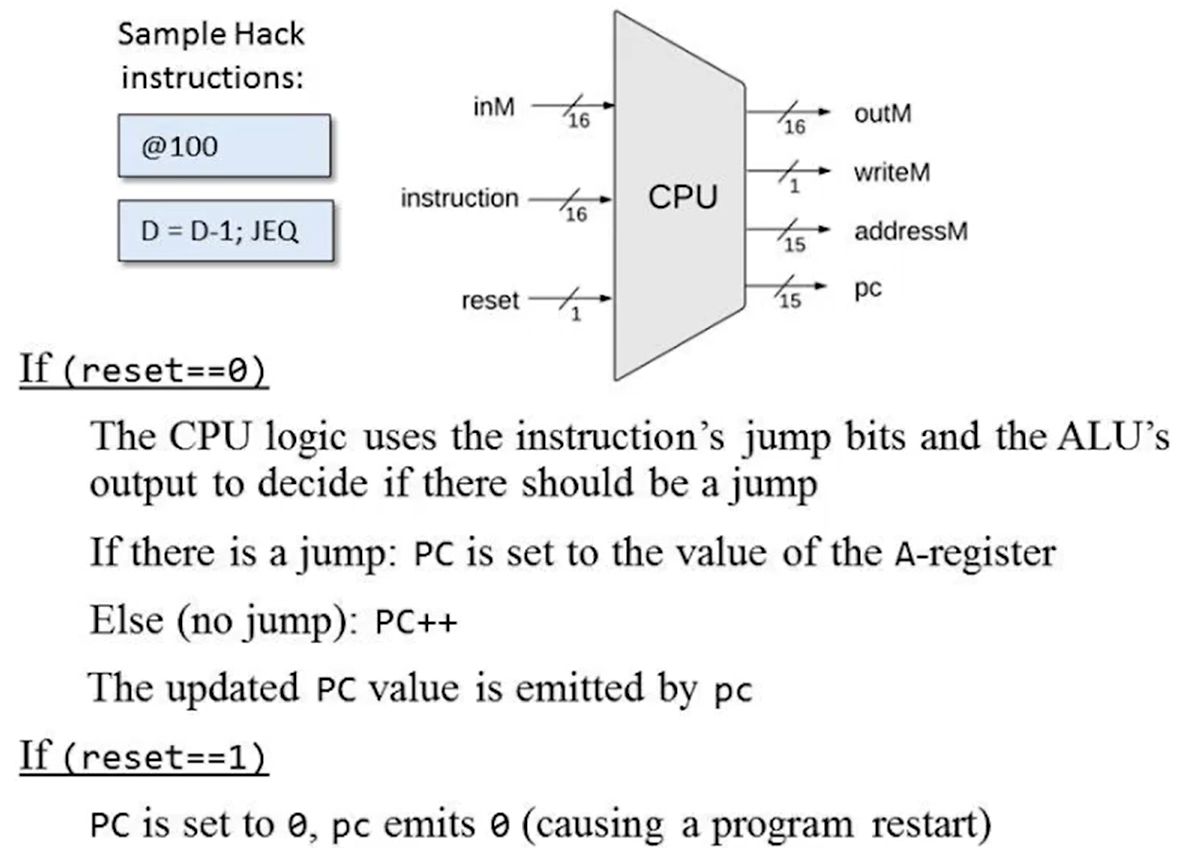 Sample Hack
instructions:
@100
D = D-1; JEQ
inM
16
instruction
16
reset
1
CPU
16
outM
1
writeM
15
addressM
15
pc
If (reset==0)
The CPU logic uses the instruction’s jump bits and the ALU’s
output to decide if there should be a jump
If there is a jump: PC is set to the value of the A-register
Else (no jump): PC++
The updated PC value is emitted by pc
If (reset==1)
PC is set to 0, pc emits 0 (causing a program restart)